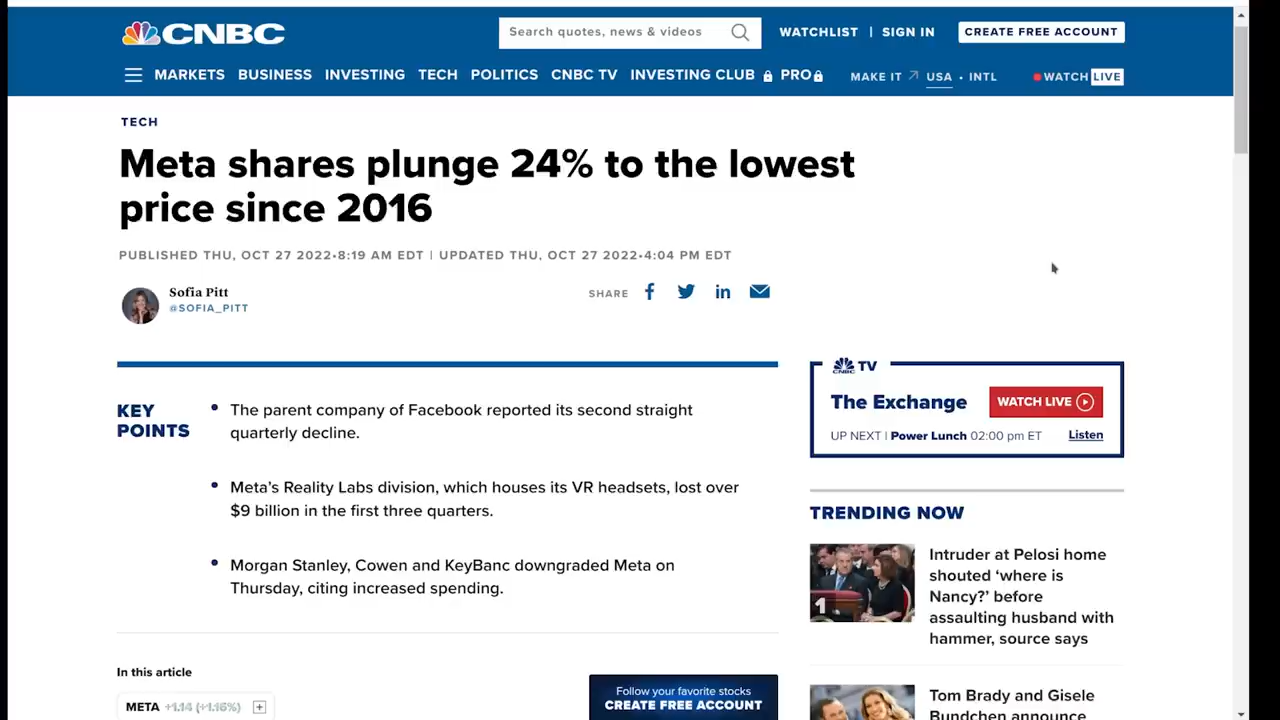 CNBC
Search quotes, news & videos
WATCHLIST | SIGN IN
CREATE FREE ACCOUNT
MARKETS BUSINESS INVESTING TECH POLITICS CNBC TV INVESTING CLUB PRO
MAKE IT USA • INTL
WATCH LIVE
TECH
Meta shares plunge 24% to the lowest
price since 2016
PUBLISHED THU, OCT 27 2022•8:19 AM EDT | UPDATED THU, OCT 27 2022•4:04 PM EDT
Sofia Pitt
@SOFIA_PITT
SHARE
KEY
POINTS
• The parent company of Facebook reported its second straight
quarterly decline.
• Meta’s Reality Labs division, which houses its VR headsets, lost over
$9 billion in the first three quarters.
• Morgan Stanley, Cowen and KeyBanc downgraded Meta on
Thursday, citing increased spending.
In this article
META +1.14 (+1.16%)
Follow your favorite stocks
CREATE FREE ACCOUNT
CNBC TV
The Exchange
WATCH LIVE
UP NEXT | Power Lunch 02:00 pm ET
Listen
TRENDING NOW
1
Intruder at Pelosi home
shouted ‘where is
Nancy?’ before
assaulting husband with
hammer, source says
Tom Brady and Gisele
Bundchen announce